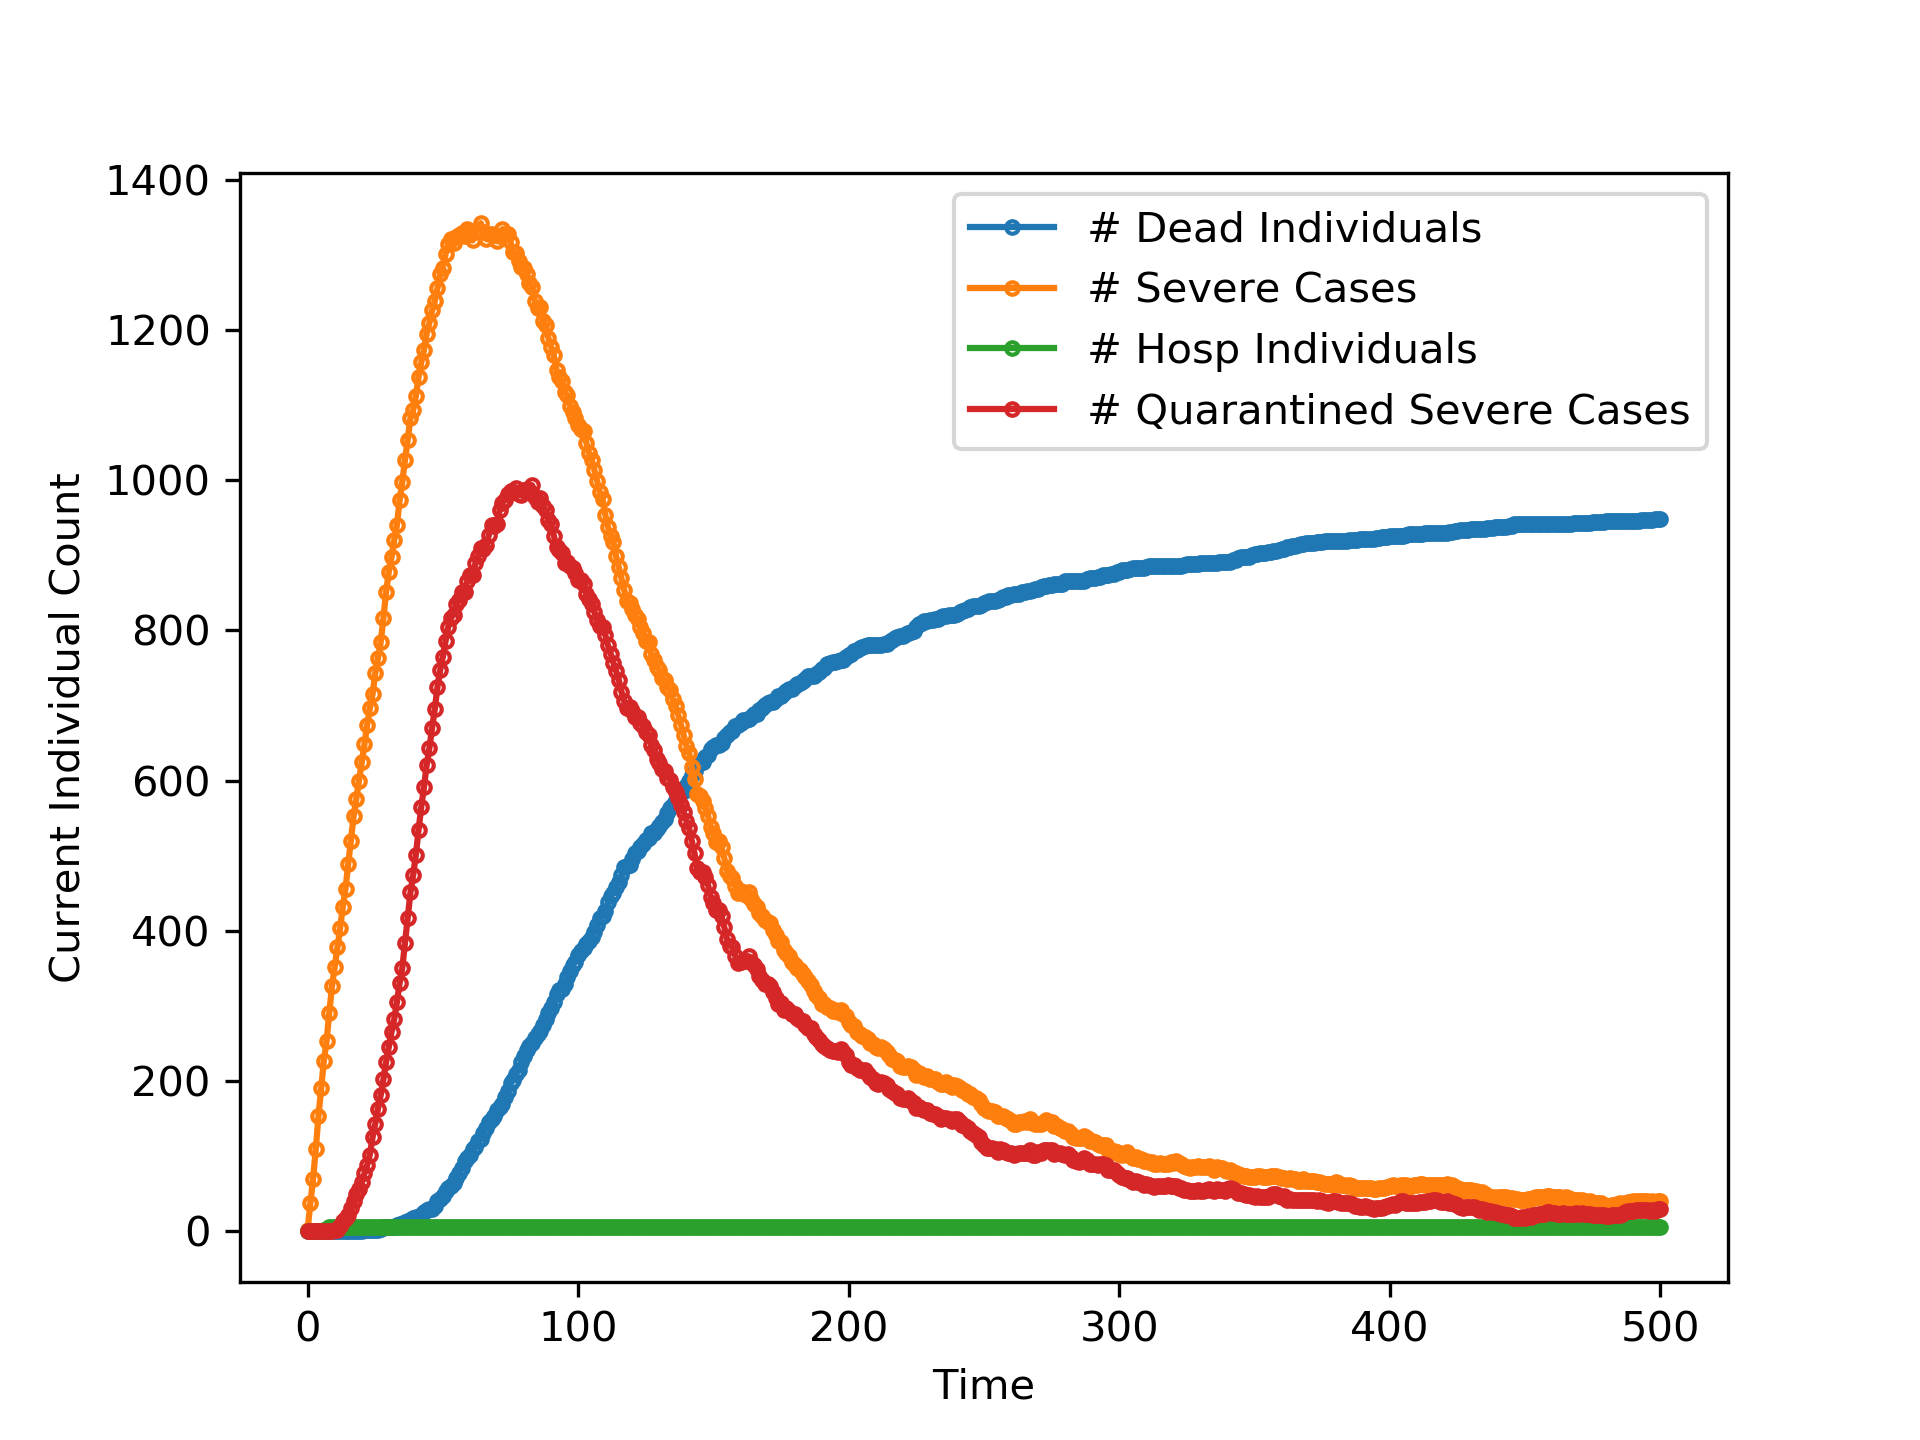 1400
1200
1000
800
600
400
200
0
Current Individual Count
# Dead Individuals
# Severe Cases
# Hosp Individuals
# Quarantined Severe Cases
0 100 200 300 400 500
Time